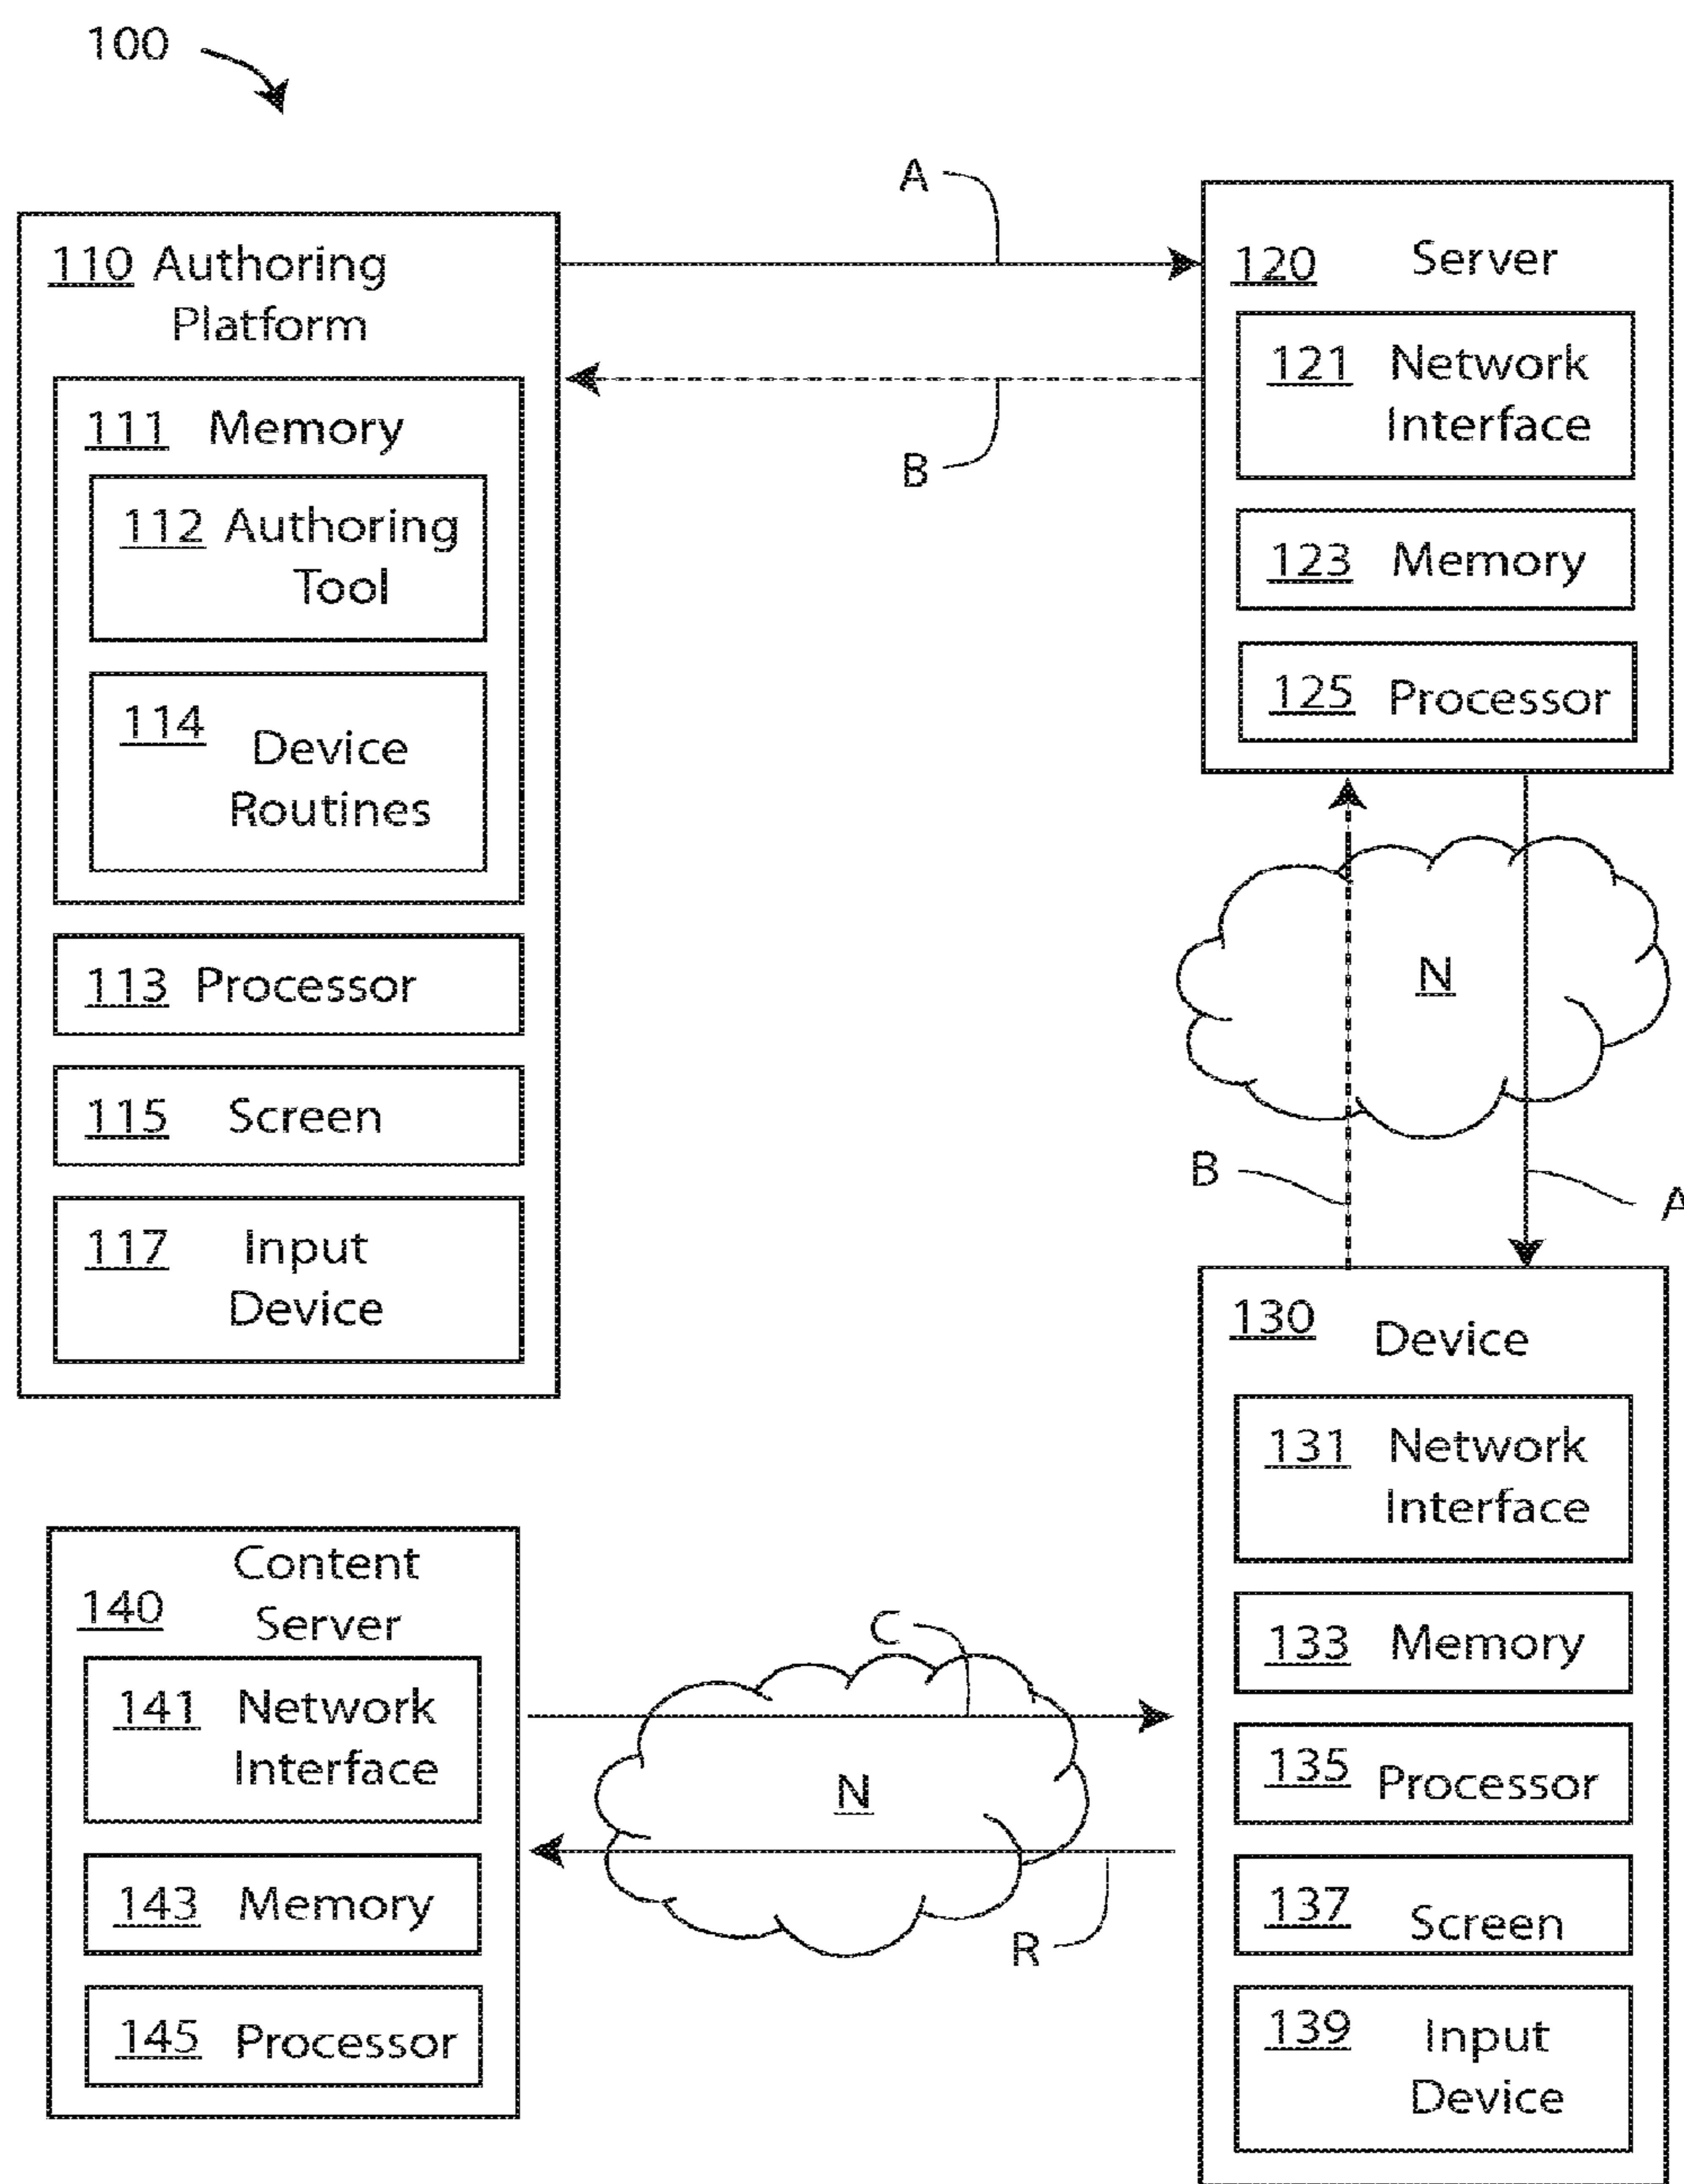 100
A
110 Authoring
Platform
111 Memory
112 Authoring
Tool
114 Device
Routines
113 Processor
115 Screen
117 Input
Device
B
120 Server
121 Network
Interface
123 Memory
125 Processor
N
B
A
130 Device
131 Network
Interface
133 Memory
135 Processor
137 Screen
139 Input
Device
Content
140 Server
141 Network
Interface
143 Memory
145 Processor
C
N
R